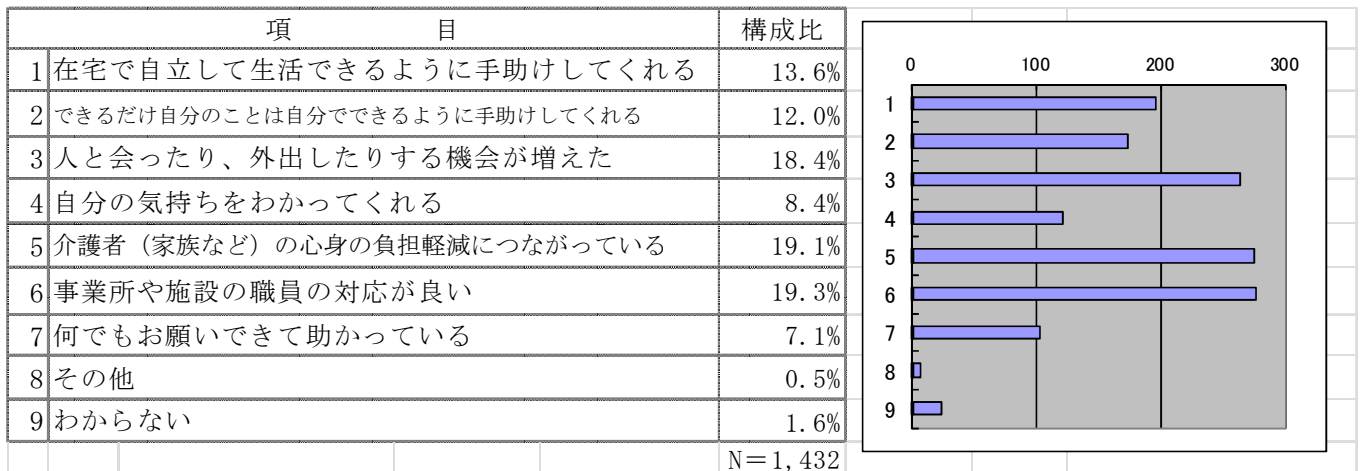 項 目 構成比
1 在宅で自立して生活できるように手助けしてくれる 13.6%
2 できるだけ自分のことは自分でできるように手助けしてくれる 12.0%
3 人と会ったり、外出したりする機会が増えた 18.4%
4 自分の気持ちをわかってくれる 8.4%
5 介護者（家族など）の心身の負担軽減につながっている 19.1%
6 事業所や施設の職員の対応が良い 19.3%
7 何でもお願いできて助かっている 7.1%
8 その他 0.5%
9 わからない 1.6%
N＝1,432
0 100 200 300
1
2
3
4
5
6
7
8
9